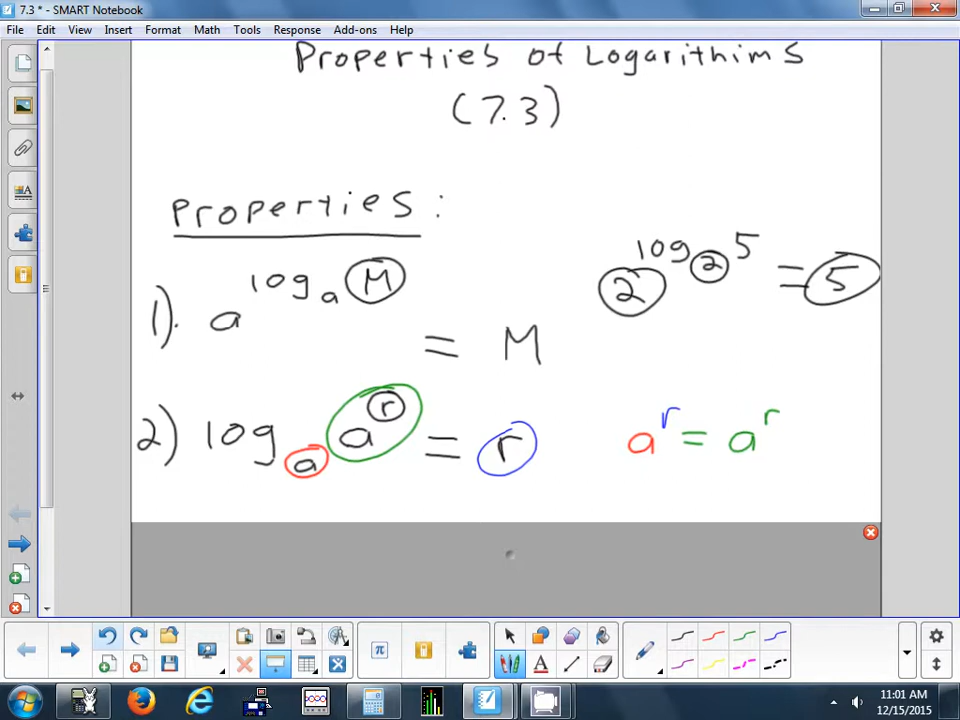 7.3 * - SMART Notebook
File Edit View Insert Format Math Tools Response Add-ons Help
Properties of Logarithims
(7.3)
Properties:
1). a^(log_a M) = M
2^(log_2 5) = 5
2) log_a a^r = r
a^r = a^r
π
A
11:01 AM
12/15/2015